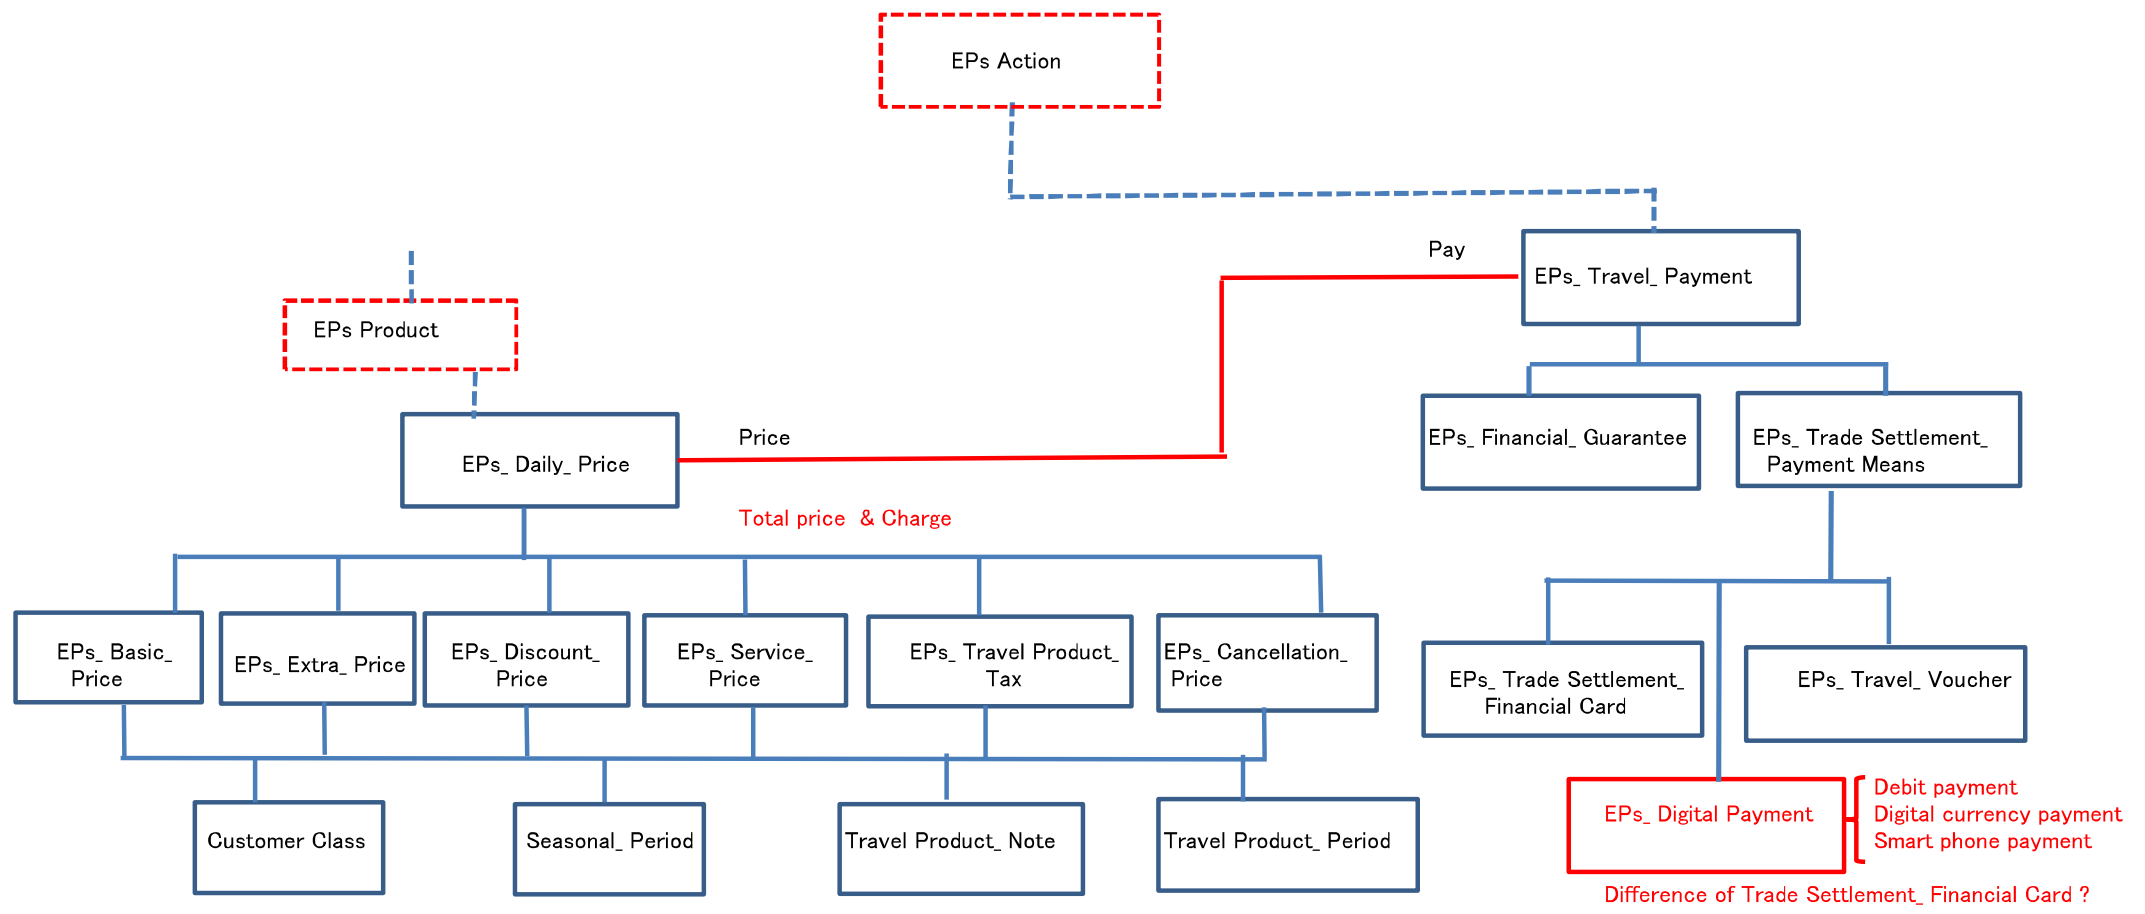 EPs Action
Pay
EPs_ Travel_ Payment
EPs Product
Price
EPs_ Daily_ Price
EPs_ Financial_ Guarantee
EPs_ Trade Settlement_
Payment Means
Total price & Charge
EPs_ Basic_
Price
EPs_ Extra_ Price
EPs_ Discount_
Price
EPs_ Service_
Price
EPs_ Travel Product_
Tax
EPs_ Cancellation_
Price
EPs_ Trade Settlement_
Financial Card
EPs_ Travel_ Voucher
Customer Class
Seasonal_ Period
Travel Product_ Note
Travel Product_ Period
EPs_ Digital Payment
Debit payment
Digital currency payment
Smart phone payment
Difference of Trade Settlement_ Financial Card ?